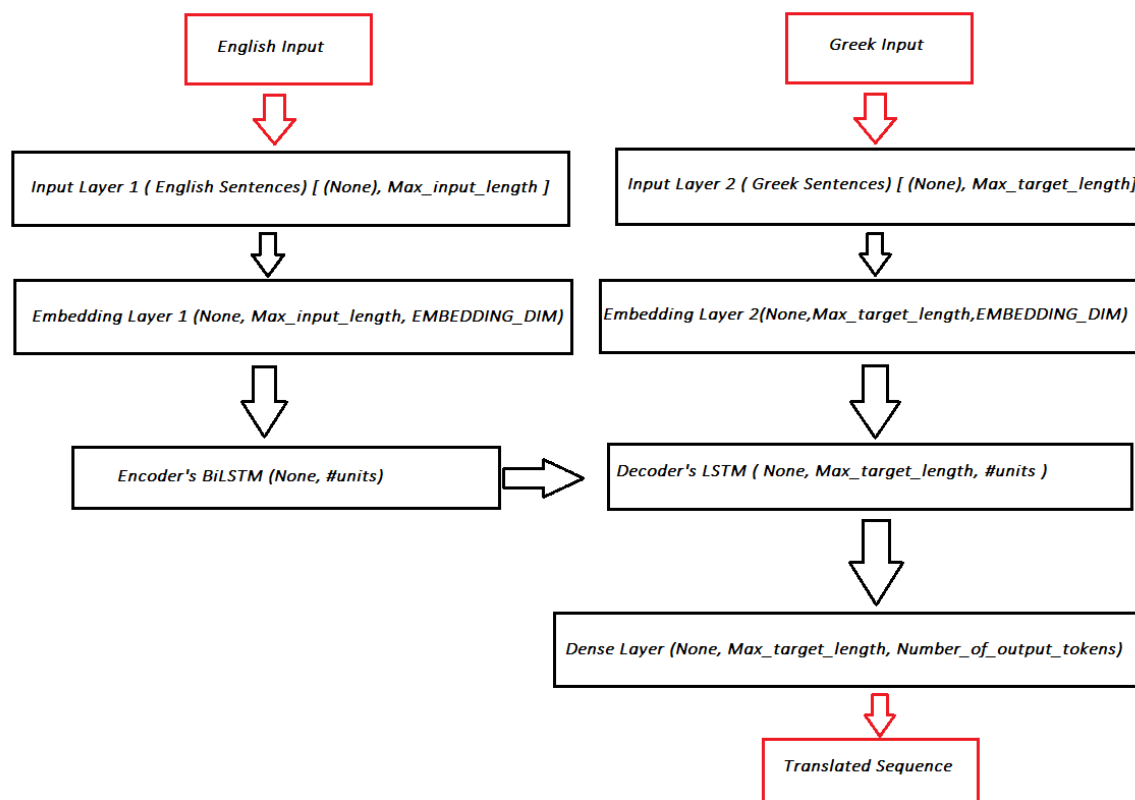 English Input
Greek Input
Input Layer 1 ( English Sentences) [ (None), Max_input_length ]
Input Layer 2 ( Greek Sentences) [ (None), Max_target_length]
Embedding Layer 1 (None, Max_input_length, EMBEDDING_DIM)
Embedding Layer 2(None,Max_target_length,EMBEDDING_DIM)
Encoder's BiLSTM (None, #units)
Decoder's LSTM ( None, Max_target_length, #units )
Dense Layer (None, Max_target_length, Number_of_output_tokens)
Translated Sequence